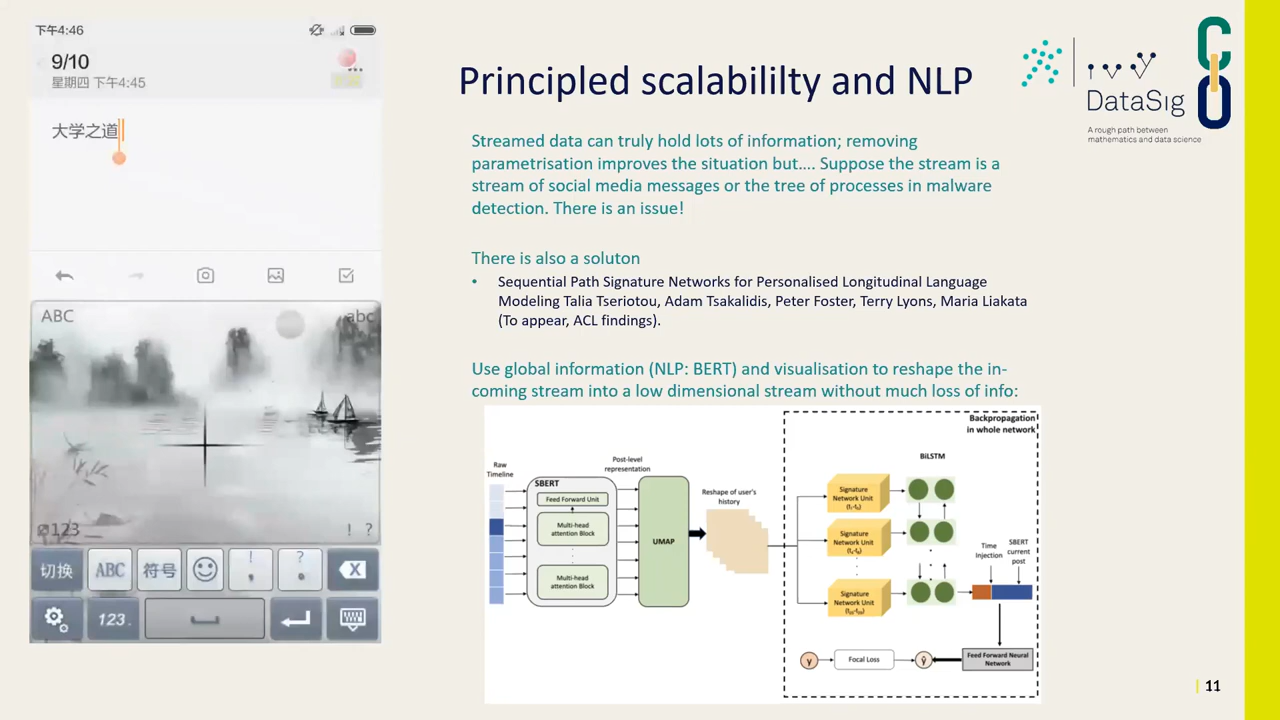 下午4:46
9/10
星期四 下午4:45
大学之道
ABC
abc
123
! ?
切换
ABC
符号
!
,
?
.
123.
Principled scalabililty and NLP
DataSig
A rough path between
mathematics and data science
Streamed data can truly hold lots of information; removing
parametrisation improves the situation but…. Suppose the stream is a
stream of social media messages or the tree of processes in malware
detection. There is an issue!
There is also a soluton
• Sequential Path Signature Networks for Personalised Longitudinal Language
Modeling Talia Tseriotou, Adam Tsakalidis, Peter Foster, Terry Lyons, Maria Liakata
(To appear, ACL findings).
Use global information (NLP: BERT) and visualisation to reshape the in-
coming stream into a low dimensional stream without much loss of info:
Raw
Timeline
SBERT
Feed Forward Unit
Multi-head
attention Block
Multi-head
attention Block
Post-level
representation
UMAP
Reshape of user's
history
Backpropagation
in whole network
BiLSTM
Signature
Network Unit
Signature
Network Unit
Signature
Network Unit
Time
Injection
SBERT
current
post
y
Focal Loss
ŷ
Feed Forward Neural
Network
11